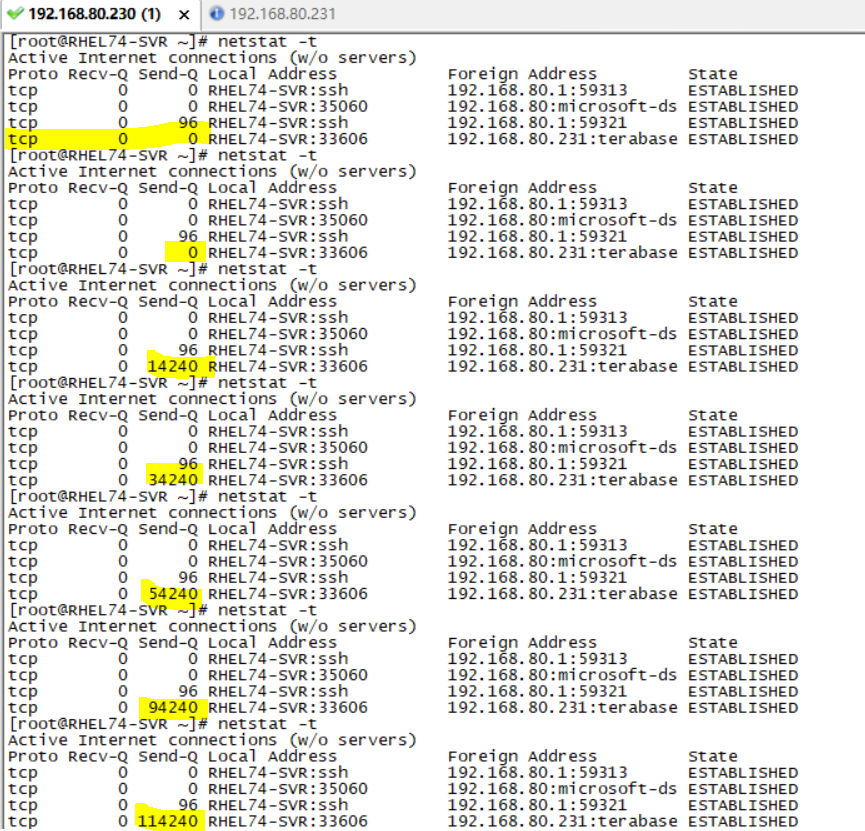 192.168.80.230 (1) × 192.168.80.231
[root@RHEL74-SVR ~]# netstat -t
Active Internet connections (w/o servers)
Proto Recv-Q Send-Q Local Address Foreign Address State
tcp 0 0 RHEL74-SVR:ssh 192.168.80.1:59313 ESTABLISHED
tcp 0 0 RHEL74-SVR:35060 192.168.80:microsoft-ds ESTABLISHED
tcp 0 96 RHEL74-SVR:ssh 192.168.80.1:59321 ESTABLISHED
tcp 0 0 RHEL74-SVR:33606 192.168.80.231:terabase ESTABLISHED
[root@RHEL74-SVR ~]# netstat -t
Active Internet connections (w/o servers)
Proto Recv-Q Send-Q Local Address Foreign Address State
tcp 0 0 RHEL74-SVR:ssh 192.168.80.1:59313 ESTABLISHED
tcp 0 0 RHEL74-SVR:35060 192.168.80:microsoft-ds ESTABLISHED
tcp 0 96 RHEL74-SVR:ssh 192.168.80.1:59321 ESTABLISHED
tcp 0 0 RHEL74-SVR:33606 192.168.80.231:terabase ESTABLISHED
[root@RHEL74-SVR ~]# netstat -t
Active Internet connections (w/o servers)
Proto Recv-Q Send-Q Local Address Foreign Address State
tcp 0 0 RHEL74-SVR:ssh 192.168.80.1:59313 ESTABLISHED
tcp 0 0 RHEL74-SVR:35060 192.168.80:microsoft-ds ESTABLISHED
tcp 0 96 RHEL74-SVR:ssh 192.168.80.1:59321 ESTABLISHED
tcp 0 14240 RHEL74-SVR:33606 192.168.80.231:terabase ESTABLISHED
[root@RHEL74-SVR ~]# netstat -t
Active Internet connections (w/o servers)
Proto Recv-Q Send-Q Local Address Foreign Address State
tcp 0 0 RHEL74-SVR:ssh 192.168.80.1:59313 ESTABLISHED
tcp 0 0 RHEL74-SVR:35060 192.168.80:microsoft-ds ESTABLISHED
tcp 0 96 RHEL74-SVR:ssh 192.168.80.1:59321 ESTABLISHED
tcp 0 34240 RHEL74-SVR:33606 192.168.80.231:terabase ESTABLISHED
[root@RHEL74-SVR ~]# netstat -t
Active Internet connections (w/o servers)
Proto Recv-Q Send-Q Local Address Foreign Address State
tcp 0 0 RHEL74-SVR:ssh 192.168.80.1:59313 ESTABLISHED
tcp 0 0 RHEL74-SVR:35060 192.168.80:microsoft-ds ESTABLISHED
tcp 0 96 RHEL74-SVR:ssh 192.168.80.1:59321 ESTABLISHED
tcp 0 54240 RHEL74-SVR:33606 192.168.80.231:terabase ESTABLISHED
[root@RHEL74-SVR ~]# netstat -t
Active Internet connections (w/o servers)
Proto Recv-Q Send-Q Local Address Foreign Address State
tcp 0 0 RHEL74-SVR:ssh 192.168.80.1:59313 ESTABLISHED
tcp 0 0 RHEL74-SVR:35060 192.168.80:microsoft-ds ESTABLISHED
tcp 0 96 RHEL74-SVR:ssh 192.168.80.1:59321 ESTABLISHED
tcp 0 94240 RHEL74-SVR:33606 192.168.80.231:terabase ESTABLISHED
[root@RHEL74-SVR ~]# netstat -t
Active Internet connections (w/o servers)
Proto Recv-Q Send-Q Local Address Foreign Address State
tcp 0 0 RHEL74-SVR:ssh 192.168.80.1:59313 ESTABLISHED
tcp 0 0 RHEL74-SVR:35060 192.168.80:microsoft-ds ESTABLISHED
tcp 0 96 RHEL74-SVR:ssh 192.168.80.1:59321 ESTABLISHED
tcp 0 114240 RHEL74-SVR:33606 192.168.80.231:terabase ESTABLISHED